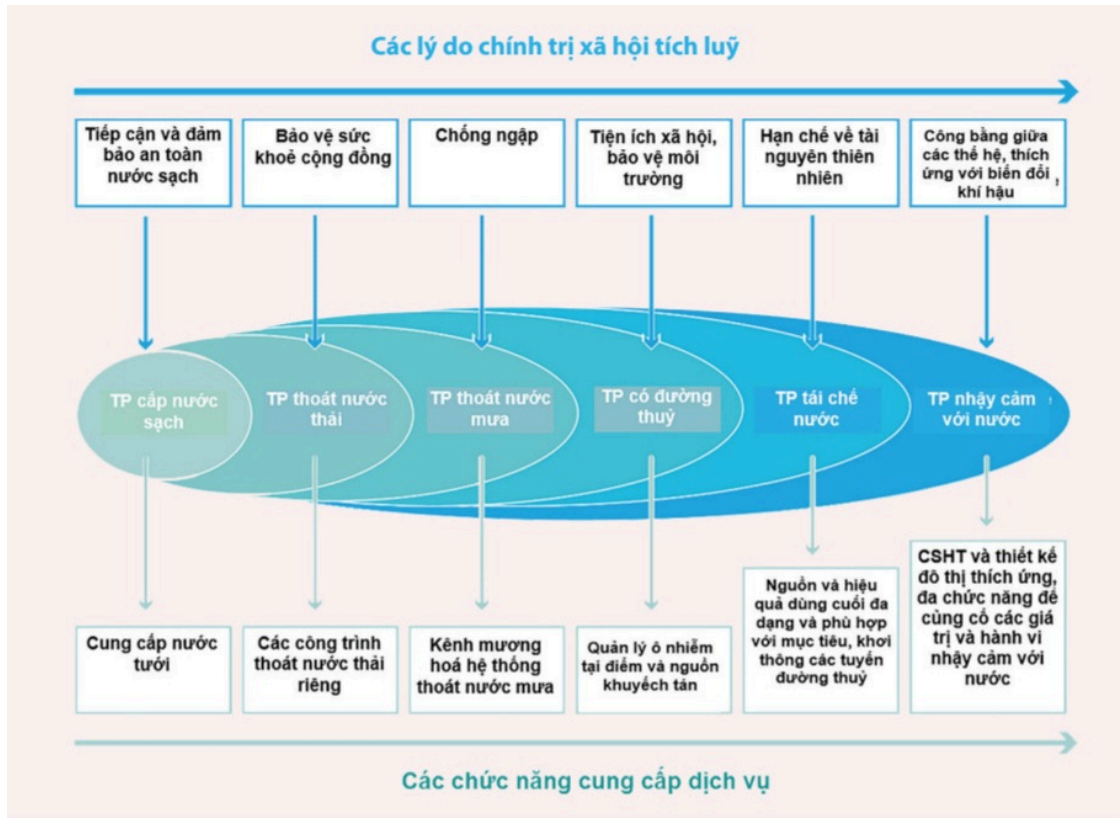 Các lý do chính trị xã hội tích luỹ
Tiếp cận và đảm
bảo an toàn
nước sạch
Bảo vệ sức
khoẻ cộng đồng
Chống ngập
Tiện ích xã hội,
bảo vệ môi
trường
Hạn chế về tài
nguyên thiên
nhiên
Công bằng giữa
các thế hệ, thích
ứng với biến đổi
khí hậu
TP cấp nước
sạch
TP thoát nước
thải
TP thoát nước
mưa
TP có đường
thuỷ
TP tái chế
nước
TP nhậy cảm
với nước
Cung cấp nước
tưới
Các công trình
thoát nước thải
riêng
Kênh mương
hoá hệ thống
thoát nước mưa
Quản lý ô nhiễm
tại điểm và nguồn
khuyếch tán
Nguồn và hiệu
quả dùng cuối đa
dạng và phù hợp
với mục tiêu, khơi
thông các tuyến
đường thuỷ
CSHT và thiết kế
đô thị thích ứng,
đa chức năng để
củng cố các giá
trị và hành vi
nhậy cảm với
nước
Các chức năng cung cấp dịch vụ